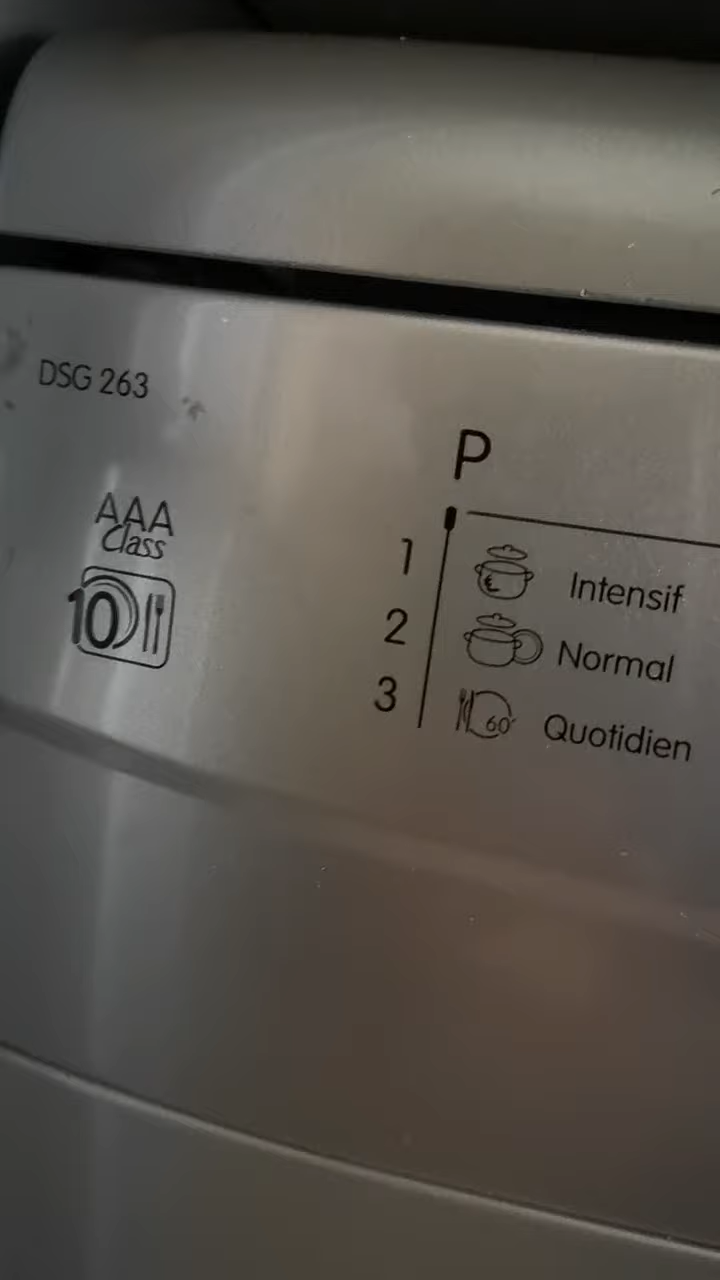 DSG 263
AAA
Class
10
P
1 Intensif
2 Normal
3 60° Quotidien